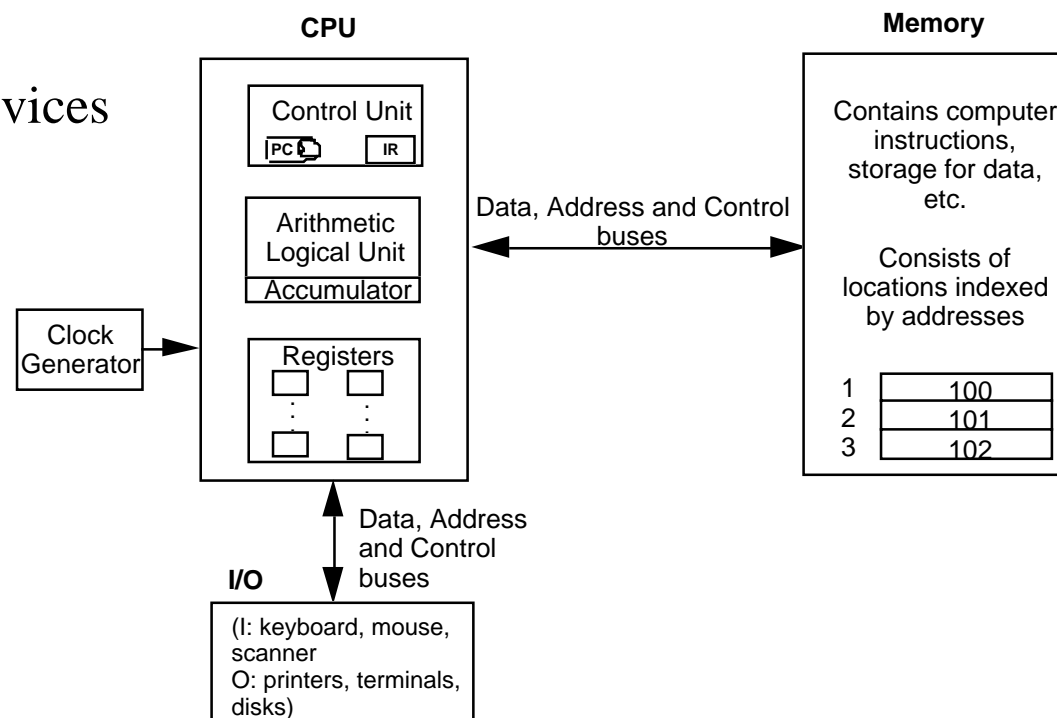 vices
CPU
Control Unit
PC
IR
Arithmetic
Logical Unit
Accumulator
Registers
Clock
Generator
Data, Address and Control
buses
Memory
Contains computer
instructions,
storage for data,
etc.
Consists of
locations indexed
by addresses
1 100
2 101
3 102
Data, Address
and Control
buses
I/O
(I: keyboard, mouse,
scanner
O: printers, terminals,
disks)